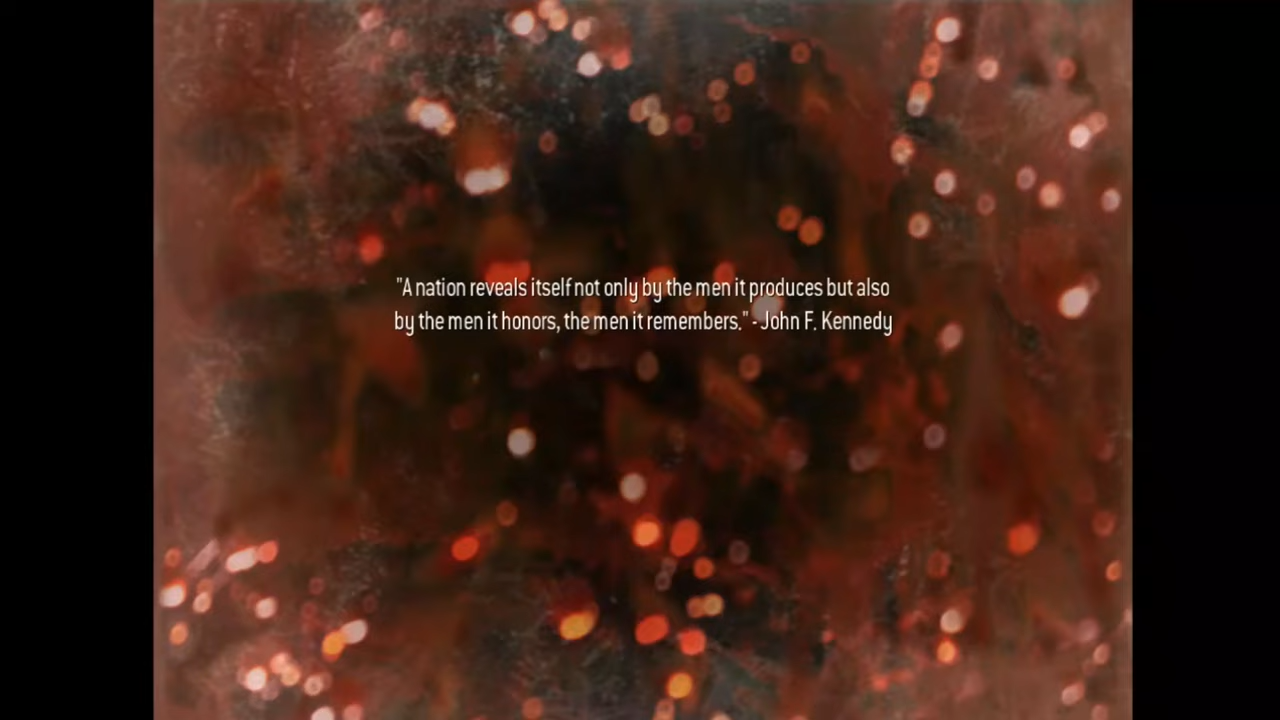 "A nation reveals itself not only by the men it produces but also
by the men it honors, the men it remembers." - John F. Kennedy